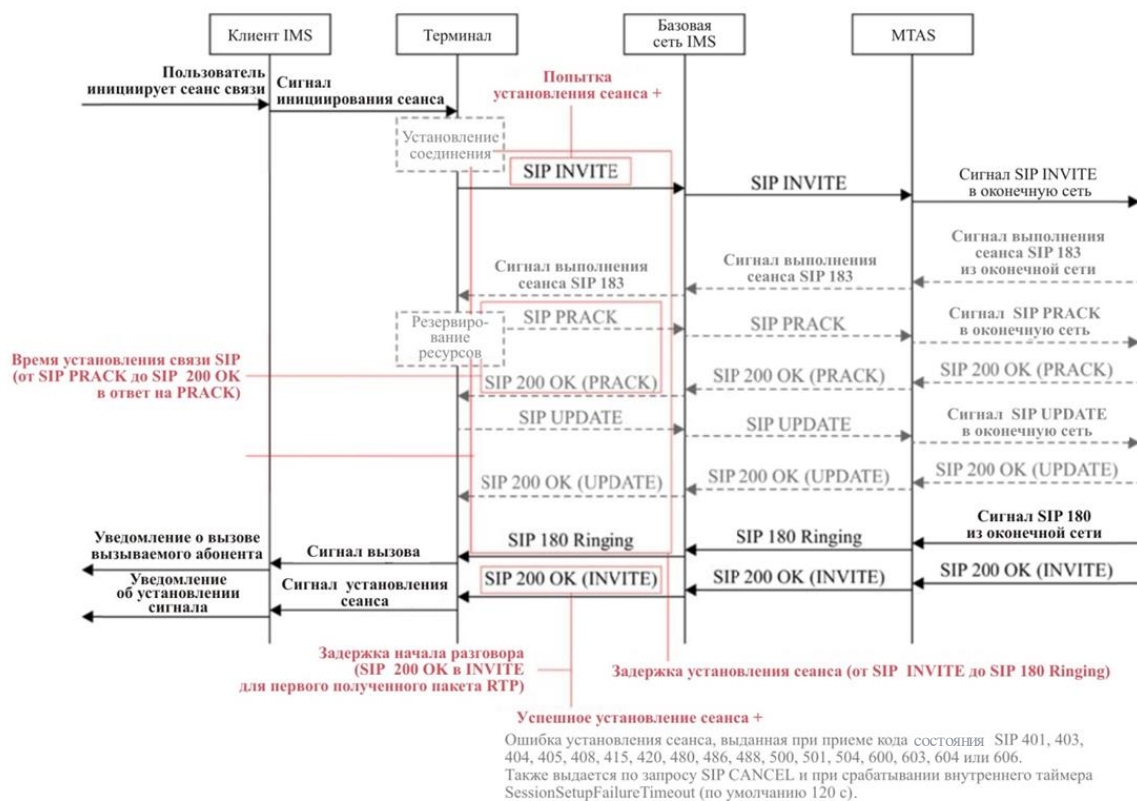 Клиент IMS
Терминал
Базовая
сеть IMS
MTAS
Пользователь
инициирует сеанс связи
Сигнал
инициирования сеанса
Попытка
установления сеанса +
Установление
соединения
SIP INVITE
SIP INVITE
Сигнал SIP INVITE
в оконечную сеть
Сигнал выполнения
сеанса SIP 183
Сигнал выполнения
сеанса SIP 183
Сигнал выполнения
сеанса SIP 183
из оконечной сети
Резервиро-
вание
ресурсов
SIP PRACK
SIP PRACK
Сигнал SIP PRACK
в оконечную сеть
Время установления связи SIP
(от SIP PRACK до SIP 200 OK
в ответ на PRACK)
SIP 200 OK (PRACK)
SIP 200 OK (PRACK)
SIP 200 OK (PRACK)
SIP UPDATE
SIP UPDATE
Сигнал SIP UPDATE
в оконечную сеть
SIP 200 OK (UPDATE)
SIP 200 OK (UPDATE)
SIP 200 OK (UPDATE)
Уведомление о вызове
вызываемого абонента
Сигнал вызова
SIP 180 Ringing
SIP 180 Ringing
Сигнал SIP 180
из оконечной сети
Уведомление
об установлении
сигнала
Сигнал установления
сеанса
SIP 200 OK (INVITE)
SIP 200 OK (INVITE)
SIP 200 OK (INVITE)
Задержка начала разговора
(SIP 200 OK в INVITE
для первого полученного пакета RTP)
Задержка установления сеанса (от SIP INVITE до SIP 180 Ringing)
Успешное установление сеанса +
Ошибка установления сеанса, выданная при приеме кода состояния SIP 401, 403,
404, 405, 408, 415, 420, 480, 486, 488, 500, 501, 504, 600, 603, 604 или 606.
Также выдается по запросу SIP CANCEL и при срабатывании внутреннего таймера
SessionSetupFailureTimeout (по умолчанию 120 с).